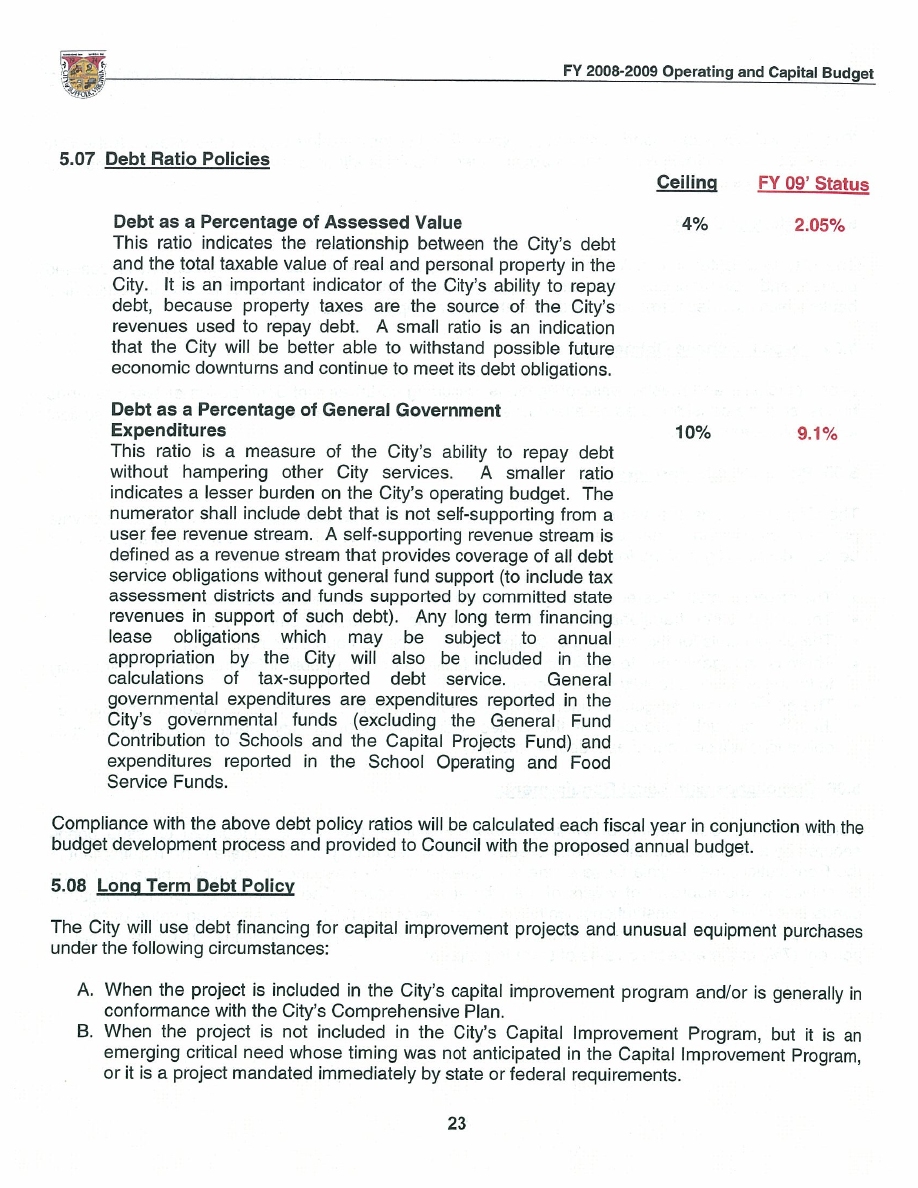 FY 2008-2009 Operating and Capital Budget
5.07 Debt Ratio Policies
Ceiling FY 09' Status
Debt as a Percentage of Assessed Value 4% 2.05%
This ratio indicates the relationship between the City's debt
and the total taxable value of real and personal property in the
City. It is an important indicator of the City's ability to repay
debt, because property taxes are the source of the City's
revenues used to repay debt. A small ratio is an indication
that the City will be better able to withstand possible future
economic downturns and continue to meet its debt obligations.
Debt as a Percentage of General Government
Expenditures 10% 9.1%
This ratio is a measure of the City's ability to repay debt
without hampering other City services. A smaller ratio
indicates a lesser burden on the City's operating budget. The
numerator shall include debt that is not self-supporting from a
user fee revenue stream. A self-supporting revenue stream is
defined as a revenue stream that provides coverage of all debt
service obligations without general fund support (to include tax
assessment districts and funds supported by committed state
revenues in support of such debt). Any long term financing
lease obligations which may be subject to annual
appropriation by the City will also be included in the
calculations of tax-supported debt service. General
governmental expenditures are expenditures reported in the
City's governmental funds (excluding the General Fund
Contribution to Schools and the Capital Projects Fund) and
expenditures reported in the School Operating and Food
Service Funds.
Compliance with the above debt policy ratios will be calculated each fiscal year in conjunction with the
budget development process and provided to Council with the proposed annual budget.
5.08 Long Term Debt Policy
The City will use debt financing for capital improvement projects and unusual equipment purchases
under the following circumstances:
A. When the project is included in the City's capital improvement program and/or is generally in
conformance with the City's Comprehensive Plan.
B. When the project is not included in the City's Capital Improvement Program, but it is an
emerging critical need whose timing was not anticipated in the Capital Improvement Program,
or it is a project mandated immediately by state or federal requirements.
23